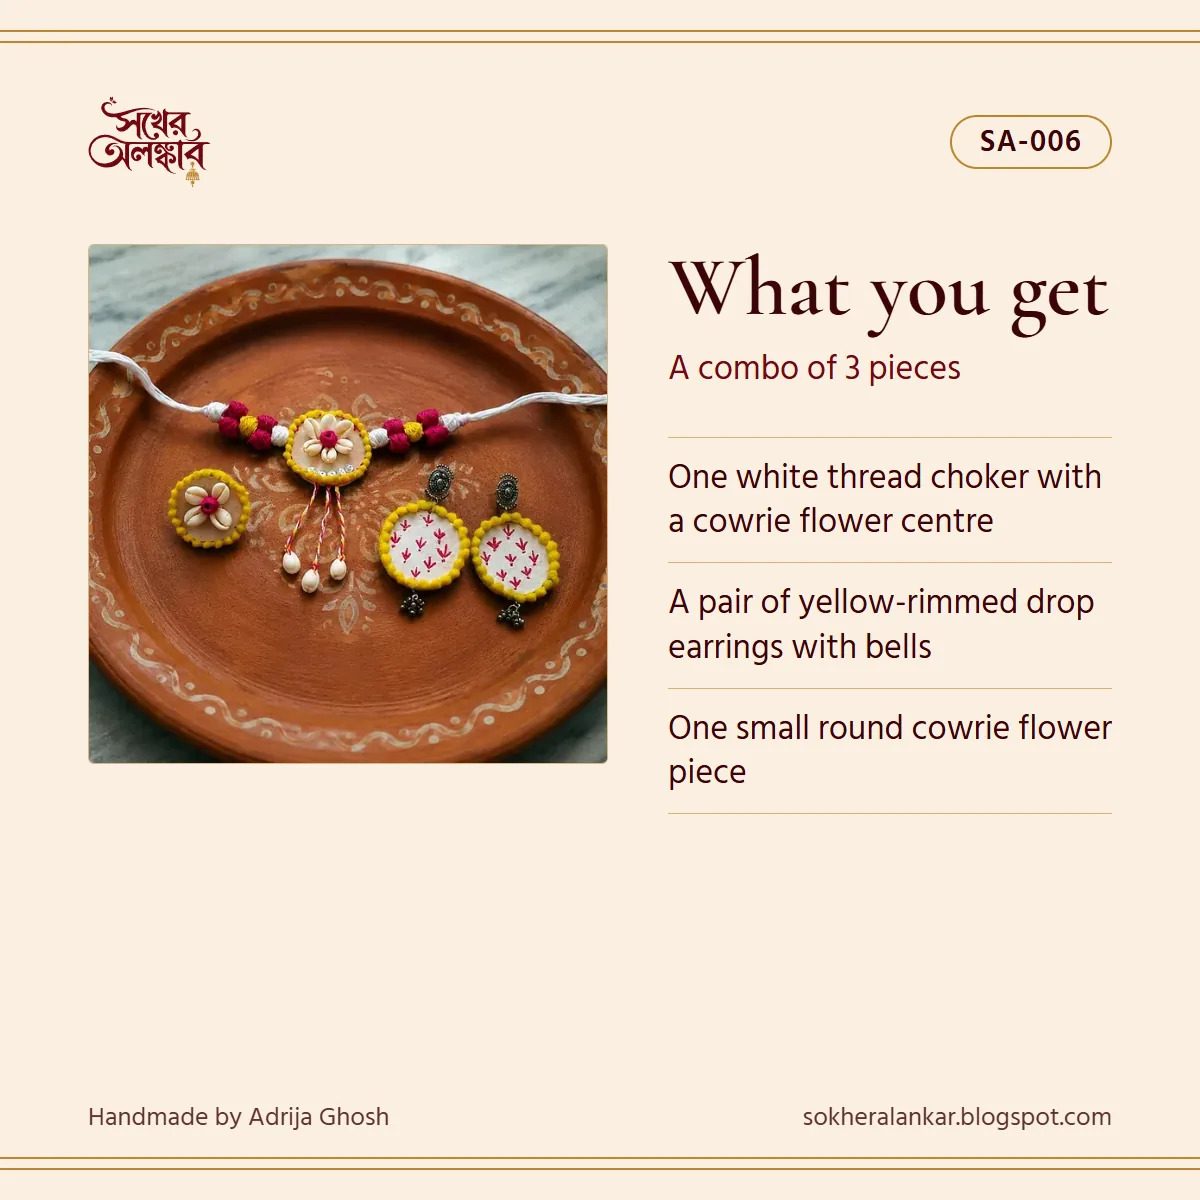 সখের
অলঙ্কার
SA-006
What you get
A combo of 3 pieces
One white thread choker with
a cowrie flower centre
A pair of yellow-rimmed drop
earrings with bells
One small round cowrie flower
piece
Handmade by Adrija Ghosh
sokheralankar.blogspot.com